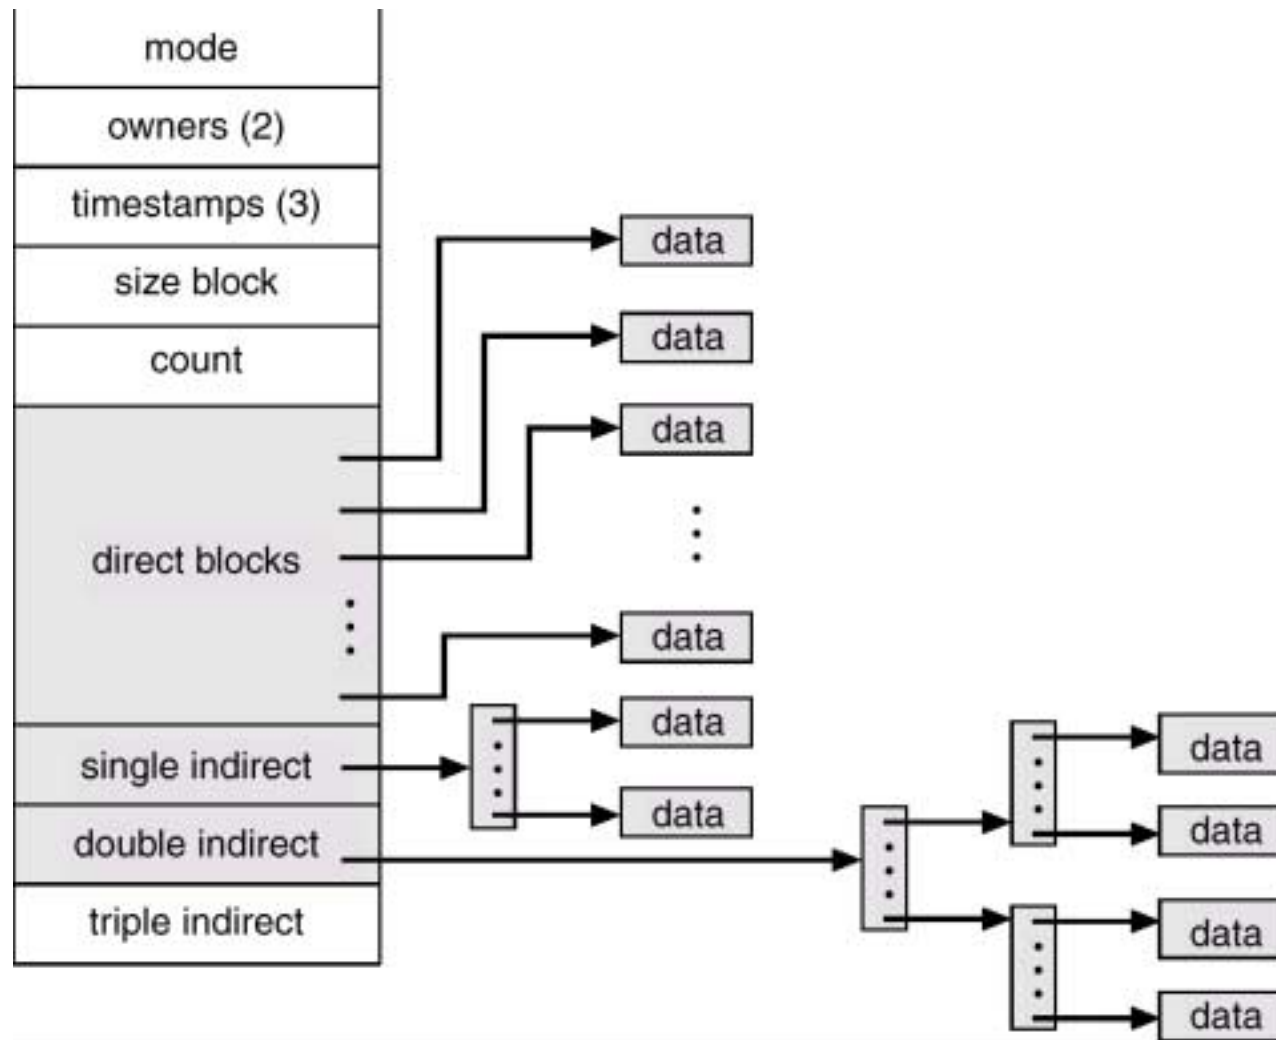 mode
owners (2)
timestamps (3)
size block
count
direct blocks
single indirect
double indirect
triple indirect
data
data
data
data
data
data
data
data
data
data